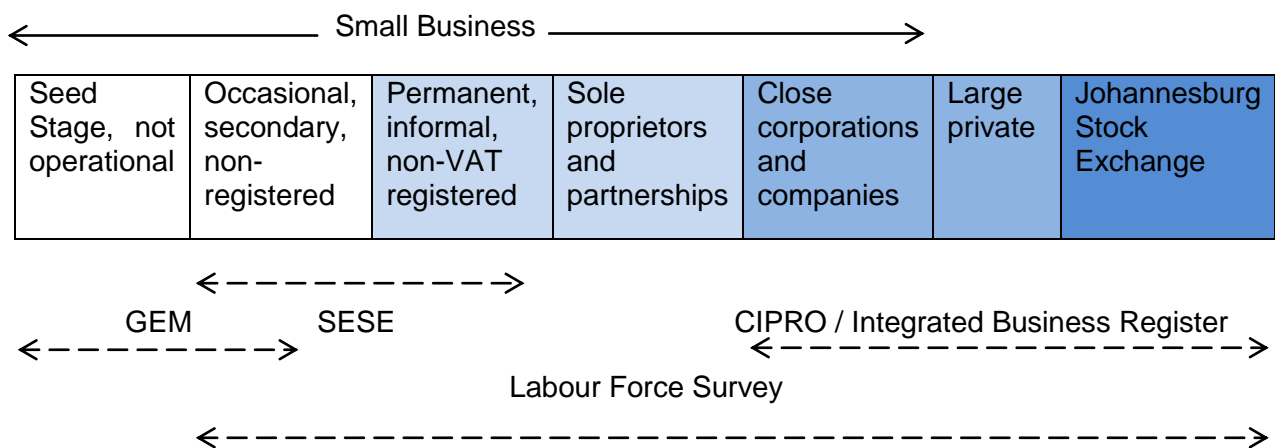 Small Business
Seed
Stage, not
operational
Occasional,
secondary,
non-
registered
Permanent,
informal,
non-VAT
registered
Sole
proprietors
and
partnerships
Close
corporations
and
companies
Large
private
Johannesburg
Stock
Exchange
GEM
SESE
CIPRO / Integrated Business Register
Labour Force Survey